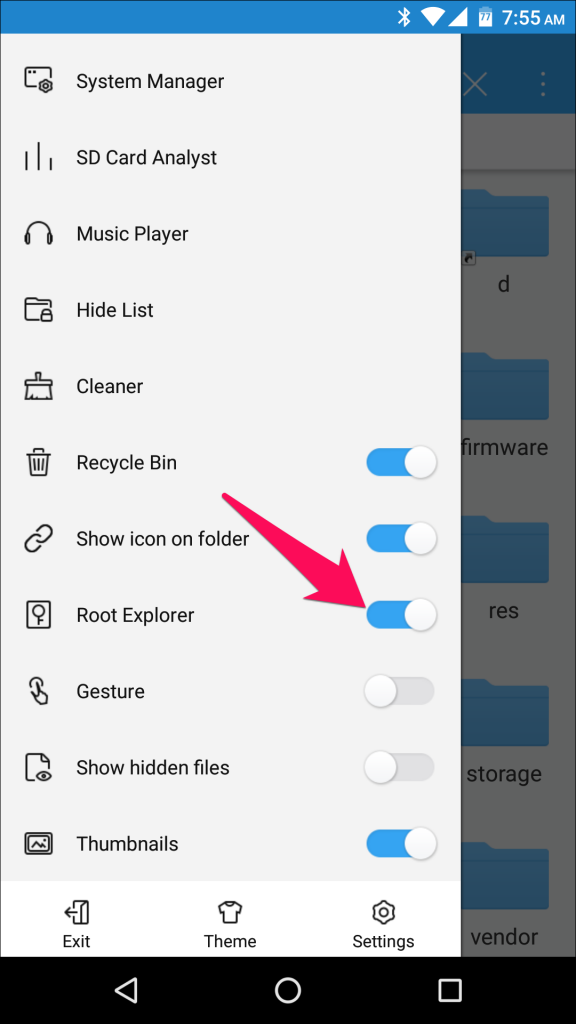 77 7:55 AM
System Manager
SD Card Analyst
Music Player
Hide List
Cleaner
Recycle Bin
Show icon on folder
Root Explorer
Gesture
Show hidden files
Thumbnails
Exit Theme Settings
d
firmware
res
storage
vendor